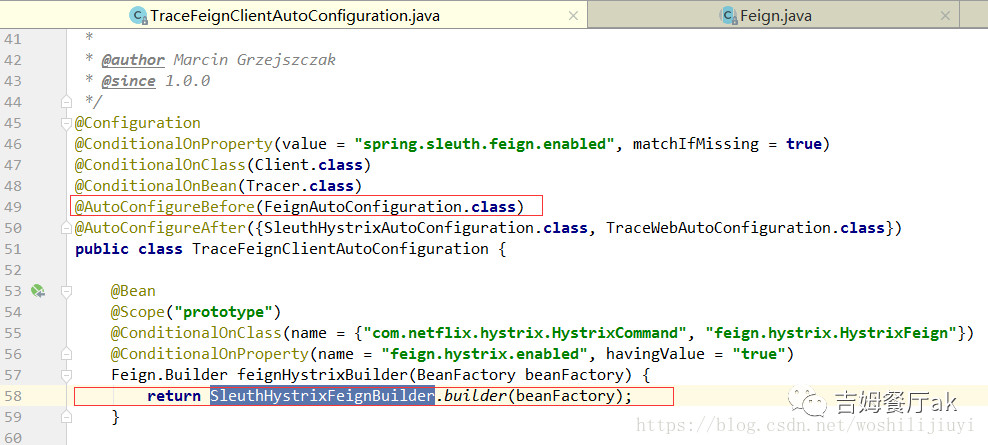 TraceFeignClientAutoConfiguration.java
Feign.java
41 *
42 * @author Marcin Grzejszczak
43 * @since 1.0.0
44 */
45 @Configuration
46 @ConditionalOnProperty(value = "spring.sleuth.feign.enabled", matchIfMissing = true)
47 @ConditionalOnClass(Client.class)
48 @ConditionalOnBean(Tracer.class)
49 @AutoConfigureBefore(FeignAutoConfiguration.class)
50 @AutoConfigureAfter({SleuthHystrixAutoConfiguration.class, TraceWebAutoConfiguration.class})
51 public class TraceFeignClientAutoConfiguration {
52
53 @Bean
54 @Scope("prototype")
55 @ConditionalOnClass(name = {"com.netflix.hystrix.HystrixCommand", "feign.hystrix.HystrixFeign"})
56 @ConditionalOnProperty(name = "feign.hystrix.enabled", havingValue = "true")
57 Feign.Builder feignHystrixBuilder(BeanFactory beanFactory) {
58 return SleuthHystrixFeignBuilder.builder(beanFactory);
59 }
60
吉姆餐厅ak
https://blog.csdn.net/woshilijiuyi